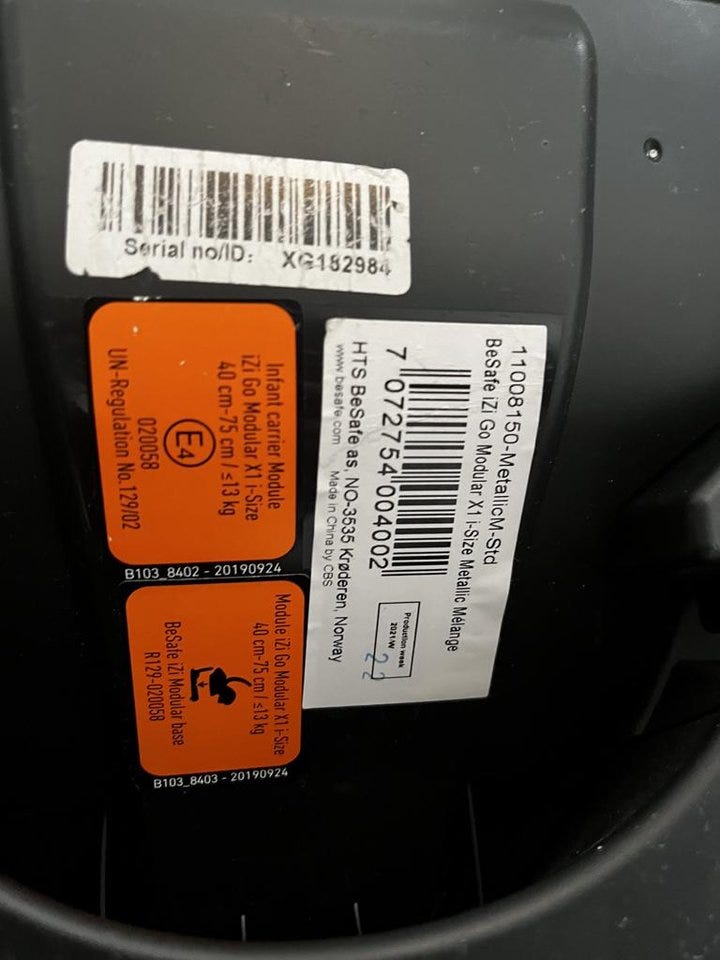 Serial no/ID: XG182984
Infant carrier Module
iZi Go Modular X1 i-Size
40 cm-75 cm / ≤13 kg
E4
020058
UN-Regulation No.129/02
B103_8402 - 20190924
Module iZi Go Modular X1 i-Size
40 cm-75 cm / ≤13 kg
BeSafe iZi Modular base
R129-020058
B103_8403 - 20190924
11008150-MetallicM-Std
BeSafe iZi Go Modular X1 i-Size Metallic Mélange
7 072754 004002
Production week
2021/W
22
HTS BeSafe as, NO-3535 Krøderen, Norway
www.besafe.com Made in China by CBS